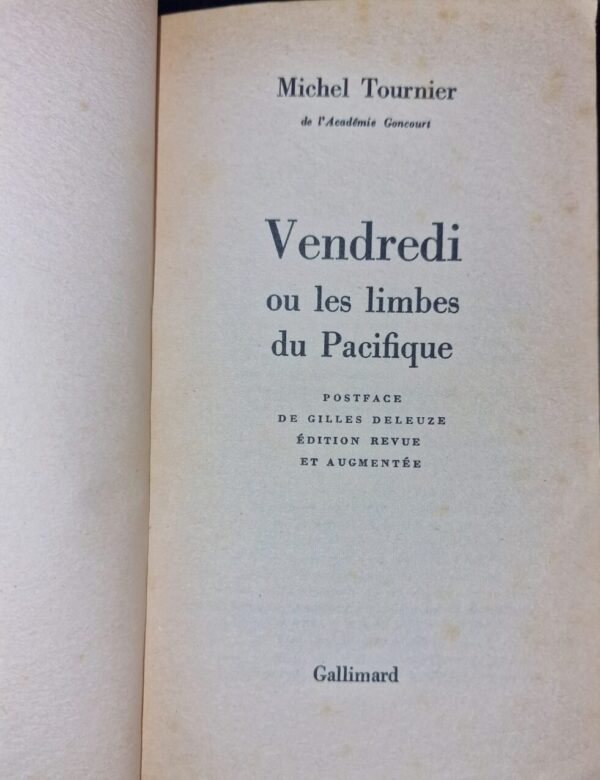 Michel Tournier
de l'Académie Goncourt
Vendredi
ou les limbes
du Pacifique
POSTFACE
DE GILLES DELEUZE
ÉDITION REVUE
ET AUGMENTÉE
Gallimard